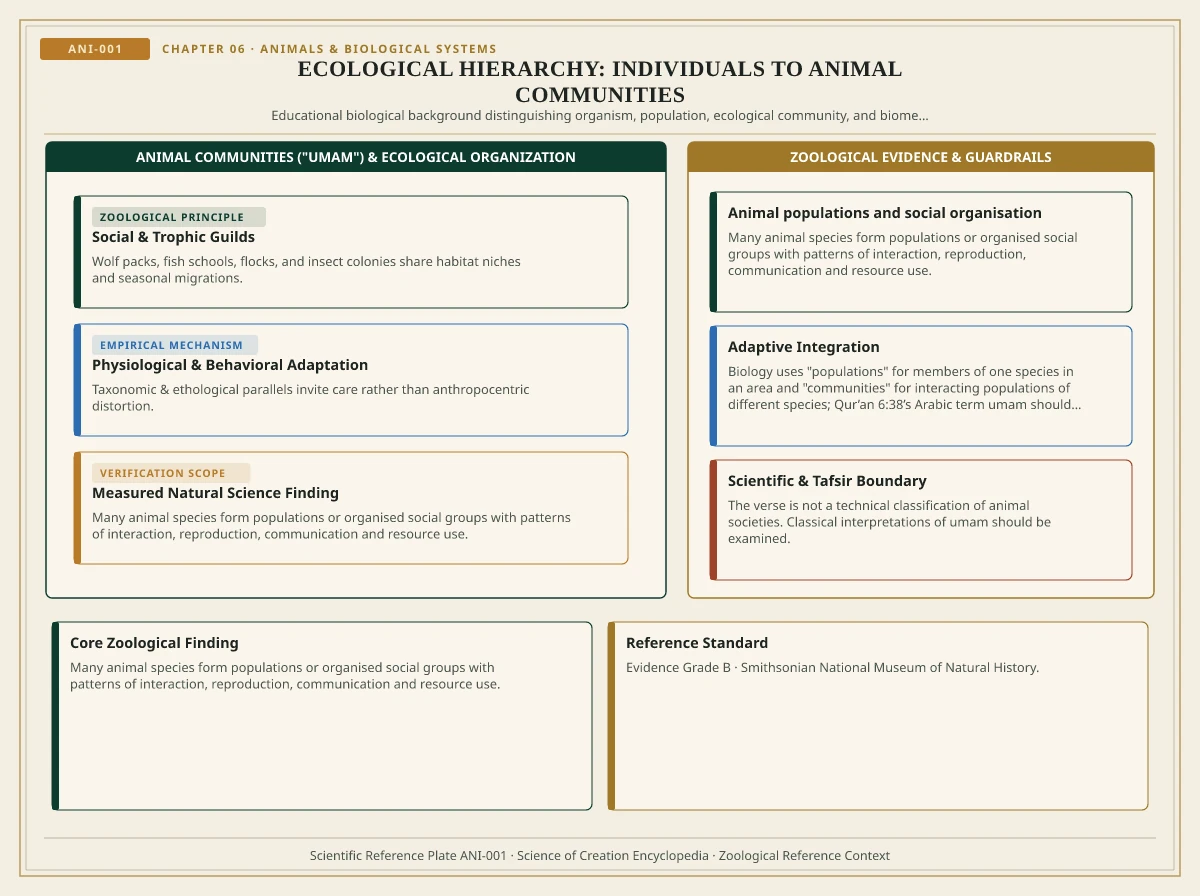 ANI-001
CHAPTER 06 · ANIMALS & BIOLOGICAL SYSTEMS
ECOLOGICAL HIERARCHY: INDIVIDUALS TO ANIMAL
COMMUNITIES
Educational biological background distinguishing organism, population, ecological community, and biome...
ANIMAL COMMUNITIES ("UMAM") & ECOLOGICAL ORGANIZATION
ZOOLOGICAL PRINCIPLE
Social & Trophic Guilds
Wolf packs, fish schools, flocks, and insect colonies share habitat niches
and seasonal migrations.
EMPIRICAL MECHANISM
Physiological & Behavioral Adaptation
Taxonomic & ethological parallels invite care rather than anthropocentric
distortion.
VERIFICATION SCOPE
Measured Natural Science Finding
Many animal species form populations or organised social groups with patterns
of interaction, reproduction, communication and resource use.
ZOOLOGICAL EVIDENCE & GUARDRAILS
Animal populations and social organisation
Many animal species form populations or organised social
groups with patterns of interaction, reproduction,
communication and resource use.
Adaptive Integration
Biology uses "populations" for members of one species in
an area and "communities" for interacting populations of
different species; Qur’an 6:38’s Arabic term umam should...
Scientific & Tafsir Boundary
The verse is not a technical classification of animal
societies. Classical interpretations of umam should be
examined.
Core Zoological Finding
Many animal species form populations or organised social groups with
patterns of interaction, reproduction, communication and resource use.
Reference Standard
Evidence Grade B · Smithsonian National Museum of Natural History.
Scientific Reference Plate ANI-001 · Science of Creation Encyclopedia · Zoological Reference Context